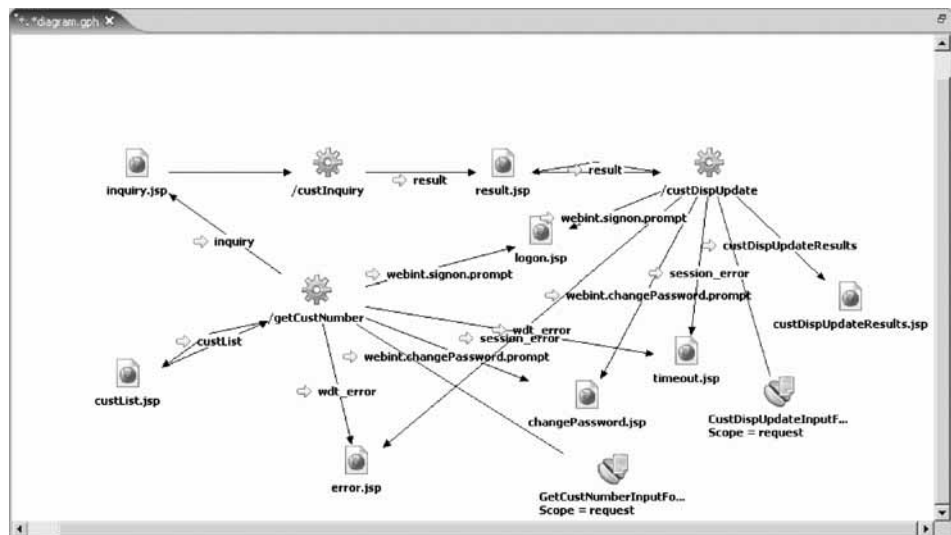 *+.*diagram.gph
inquiry.jsp
/custInquiry
result
result.jsp
result
/custDispUpdate
webint.signon.prompt
inquiry
logon.jsp
custDispUpdateResults
webint.signon.prompt
session_error
/getCustNumber
webint.changePassword.prompt
custDispUpdateResults.jsp
wdt_error
custList
session_error
webint.changePassword.prompt
timeout.jsp
custList.jsp
wdt_error
changePassword.jsp
CustDispUpdateInputF...
Scope = request
error.jsp
GetCustNumberInputFo...
Scope = request